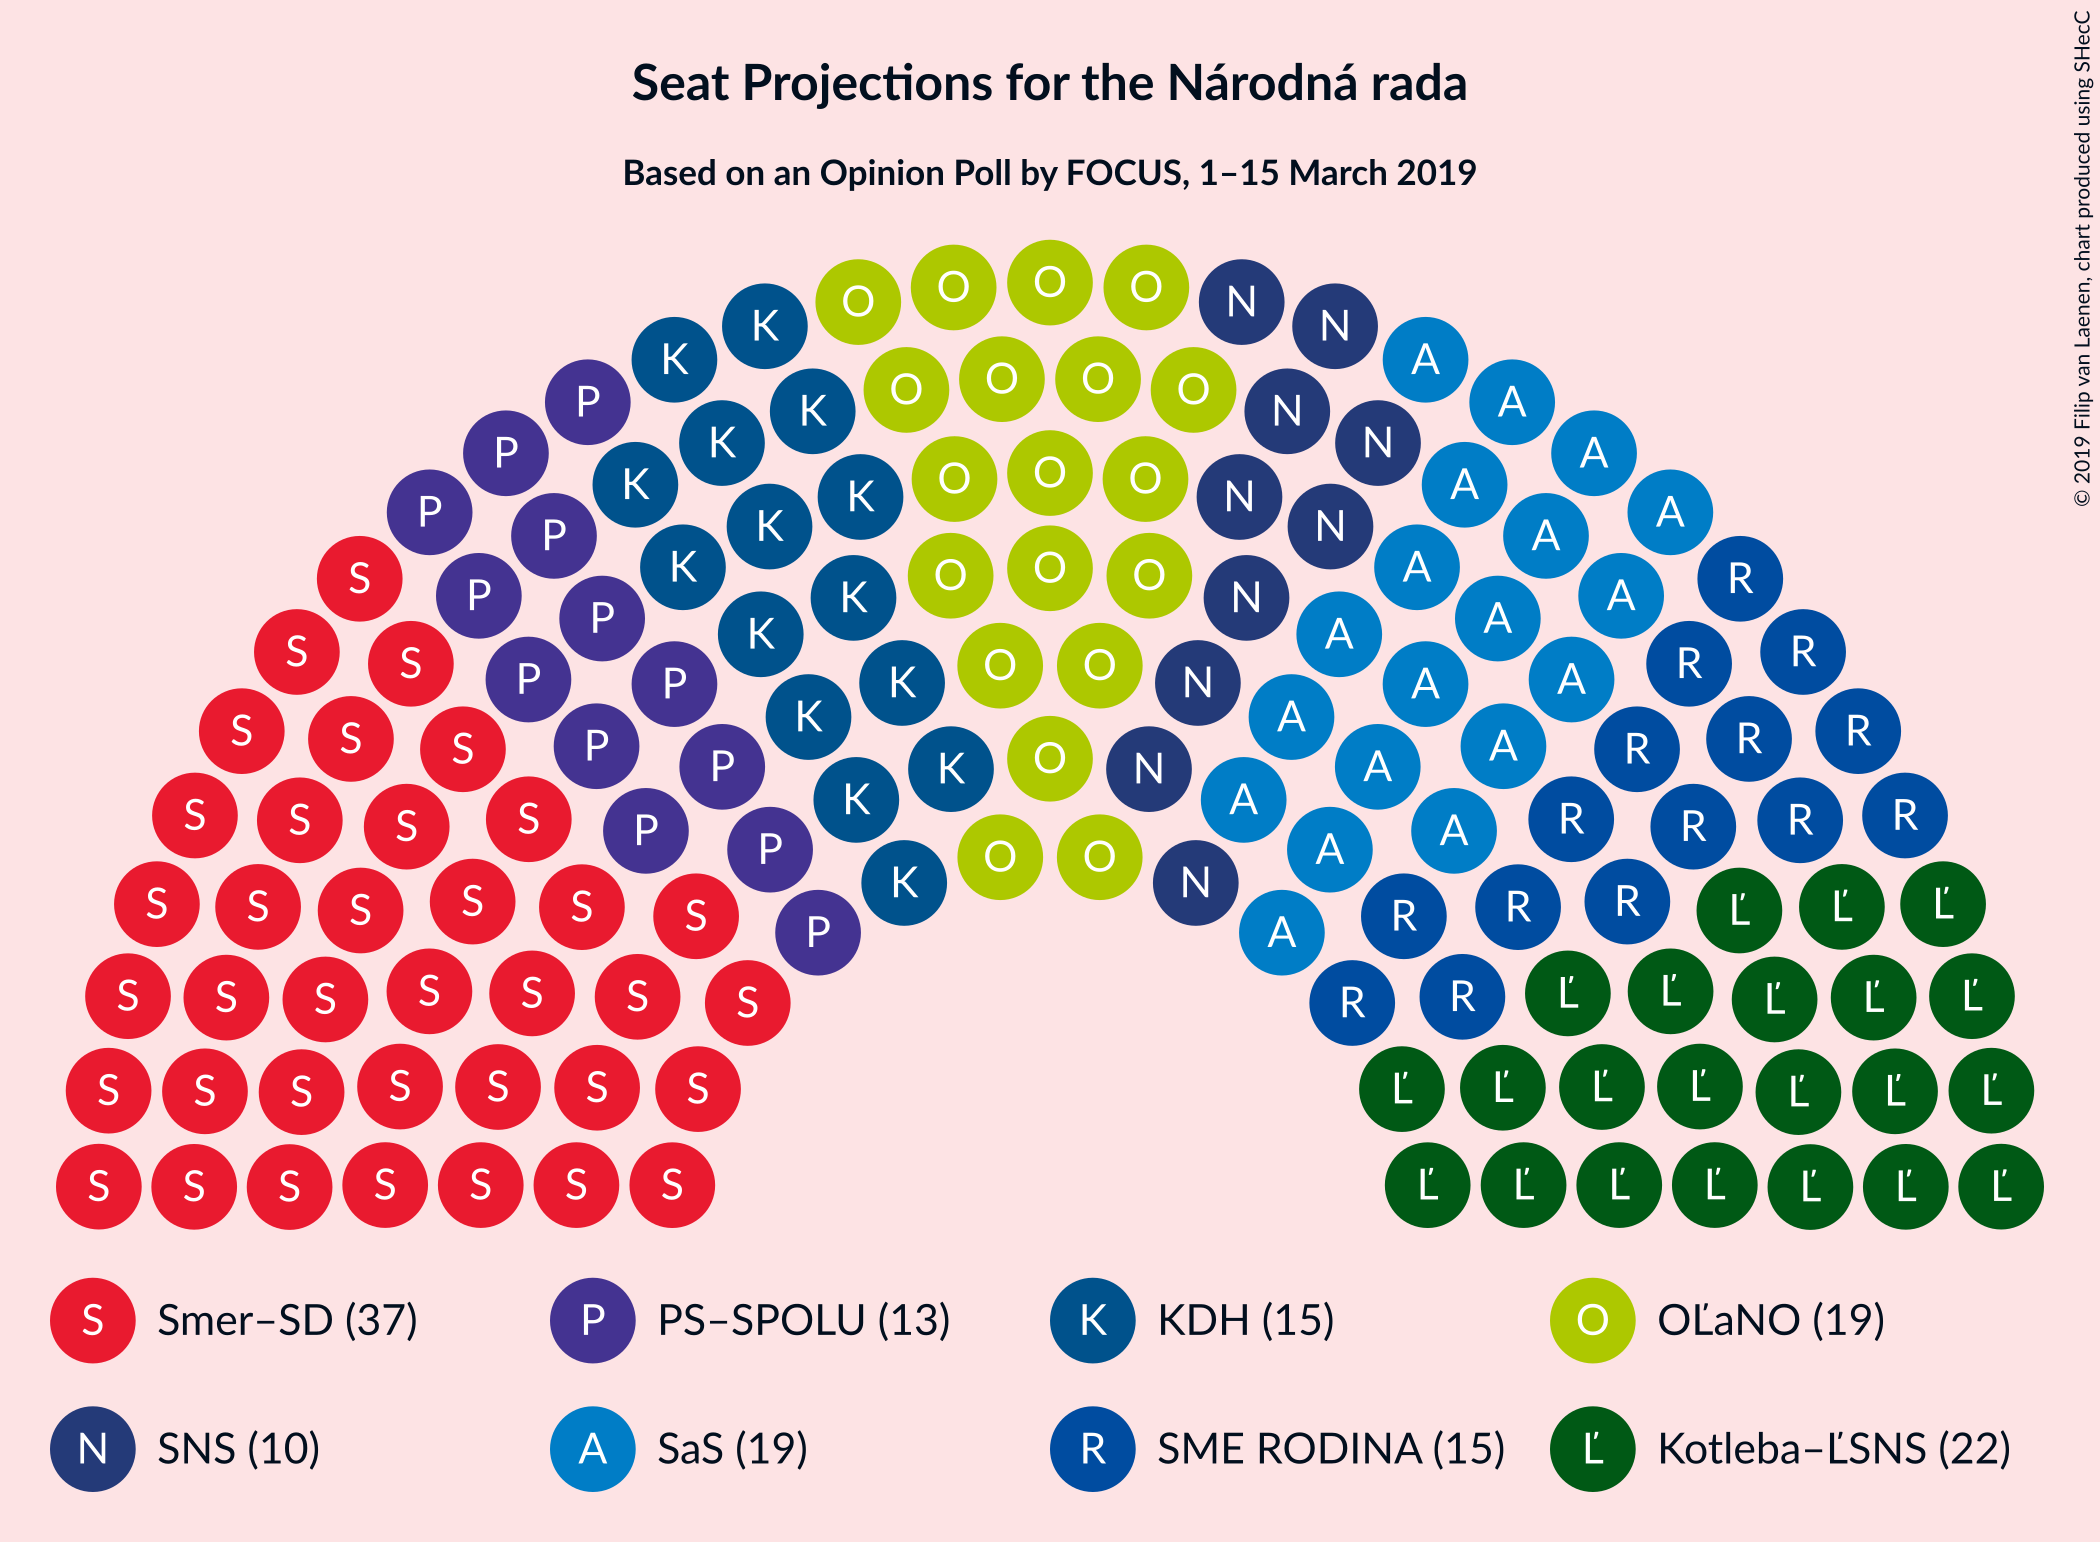 Seat Projections for the Národná rada
Based on an Opinion Poll by FOCUS, 1–15 March 2019
© 2019 Filip van Laenen, chart produced using SHecC
O O O O N N A A A A R R R R Ľ Ľ Ľ Ľ
K K P P P S S S S S S S S
O O O O N N A A A R R R Ľ Ľ Ľ Ľ
K K K P P S S S S S S S
O O O N N A A A R R Ľ Ľ Ľ Ľ
K K K P P S S S S S S S
O O O N A A A R R Ľ Ľ Ľ
K K P P S S S S S
O O N A A A R Ľ Ľ Ľ
K K P P S S S S
O N A A R R Ľ Ľ
K K P P S S S S
O O N A R R Ľ Ľ
K P S S S S
S Smer–SD (37) P PS–SPOLU (13) K KDH (15) O OĽaNO (19)
N SNS (10) A SaS (19) R SME RODINA (15) Ľ Kotleba–ĽSNS (22)